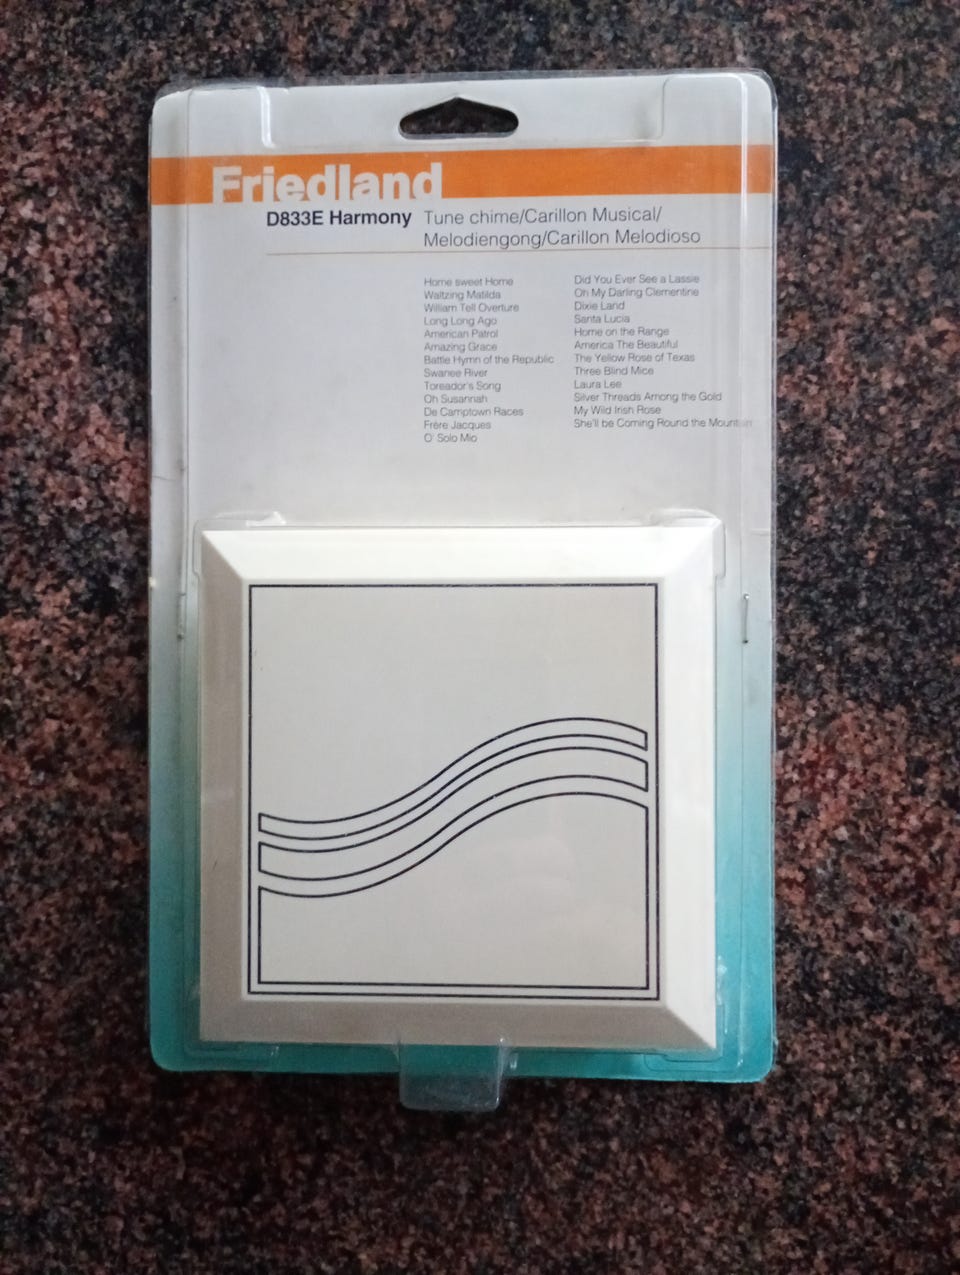 Friedland
D833E Harmony
Tune chime/Carillon Musical/
Melodiengong/Carillon Melodioso
Home sweet Home
Waltzing Matilda
William Tell Overture
Long Long Ago
American Patrol
Amazing Grace
Battle Hymn of the Republic
Swanee River
Toreador's Song
Oh Susannah
De Camptown Races
Frère Jacques
O' Solo Mio
Did You Ever See a Lassie
Oh My Darling Clementine
Dixie Land
Santa Lucia
Home on the Range
America The Beautiful
The Yellow Rose of Texas
Three Blind Mice
Laura Lee
Silver Threads Among the Gold
My Wild Irish Rose
She'll be Coming Round the Mountain